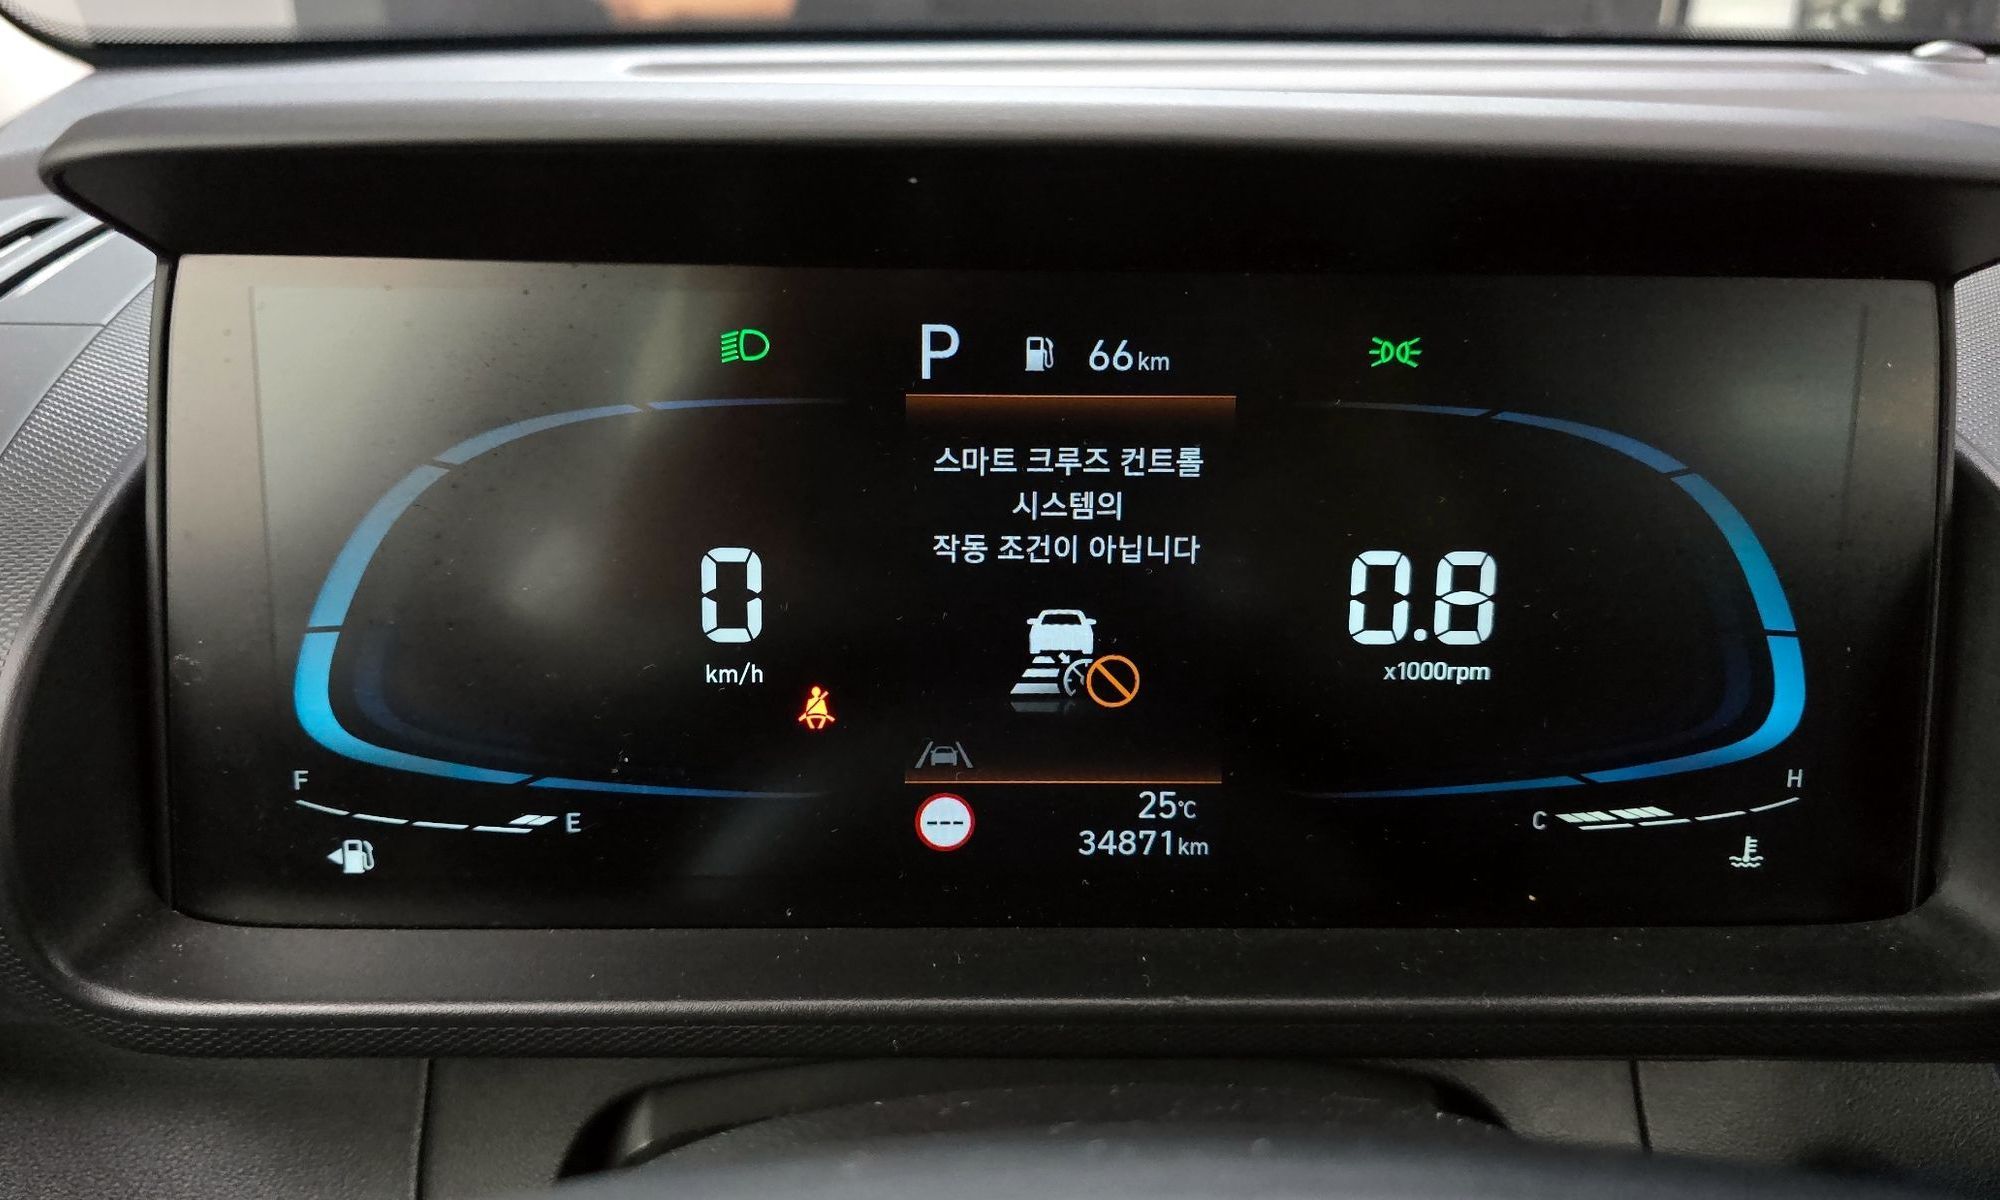 P 66km
스마트 크루즈 컨트롤
시스템의
작동 조건이 아닙니다
0
km/h
0.8
x1000rpm
F E
C H
---
25℃
34871km